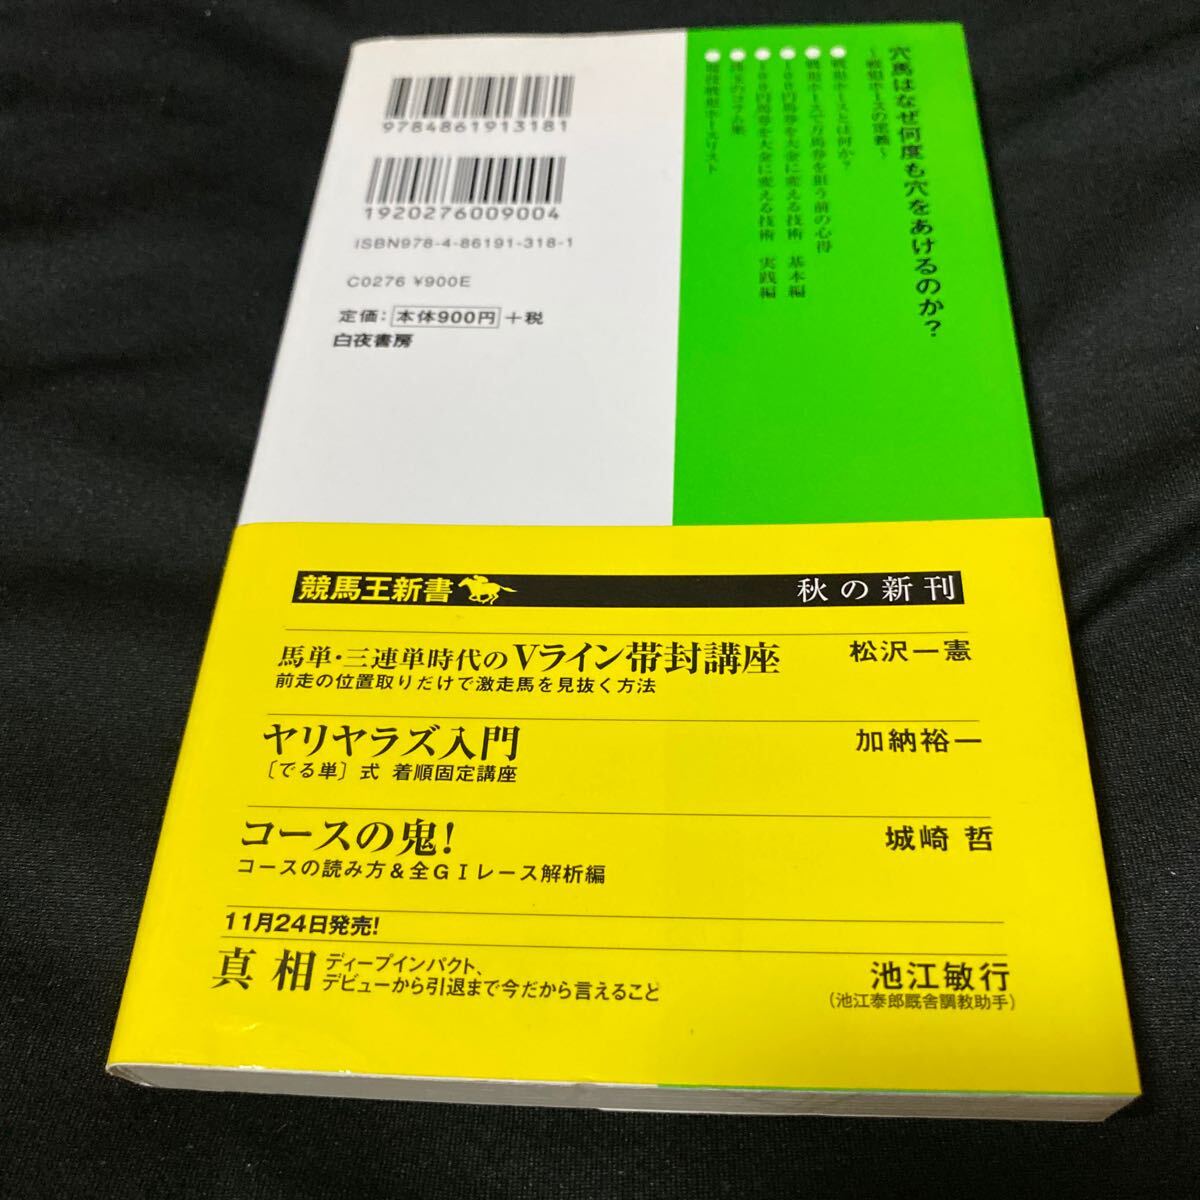 穴馬はなぜ何度も穴をあけるのか?
～戦姫ホースの定義～
9784861913181
1920276009004
ISBN978-4-86191-318-1
C0276 ¥900E
定価：本体900円+税
白夜書房
競馬王新書
秋の新刊
馬単・三連単時代のVライン帯封講座 松沢一憲
前走の位置取りだけで激走馬を見抜く方法
ヤリヤラズ入門 加納裕一
〔でる単〕式 着順固定講座
コースの鬼! 城崎 哲
コースの読み方&全GIレース解析編
11月24日発売!
真相 ディープインパクト、
デビューから引退まで今だから言えること
池江敏行
(池江泰郎厩舎調教助手)